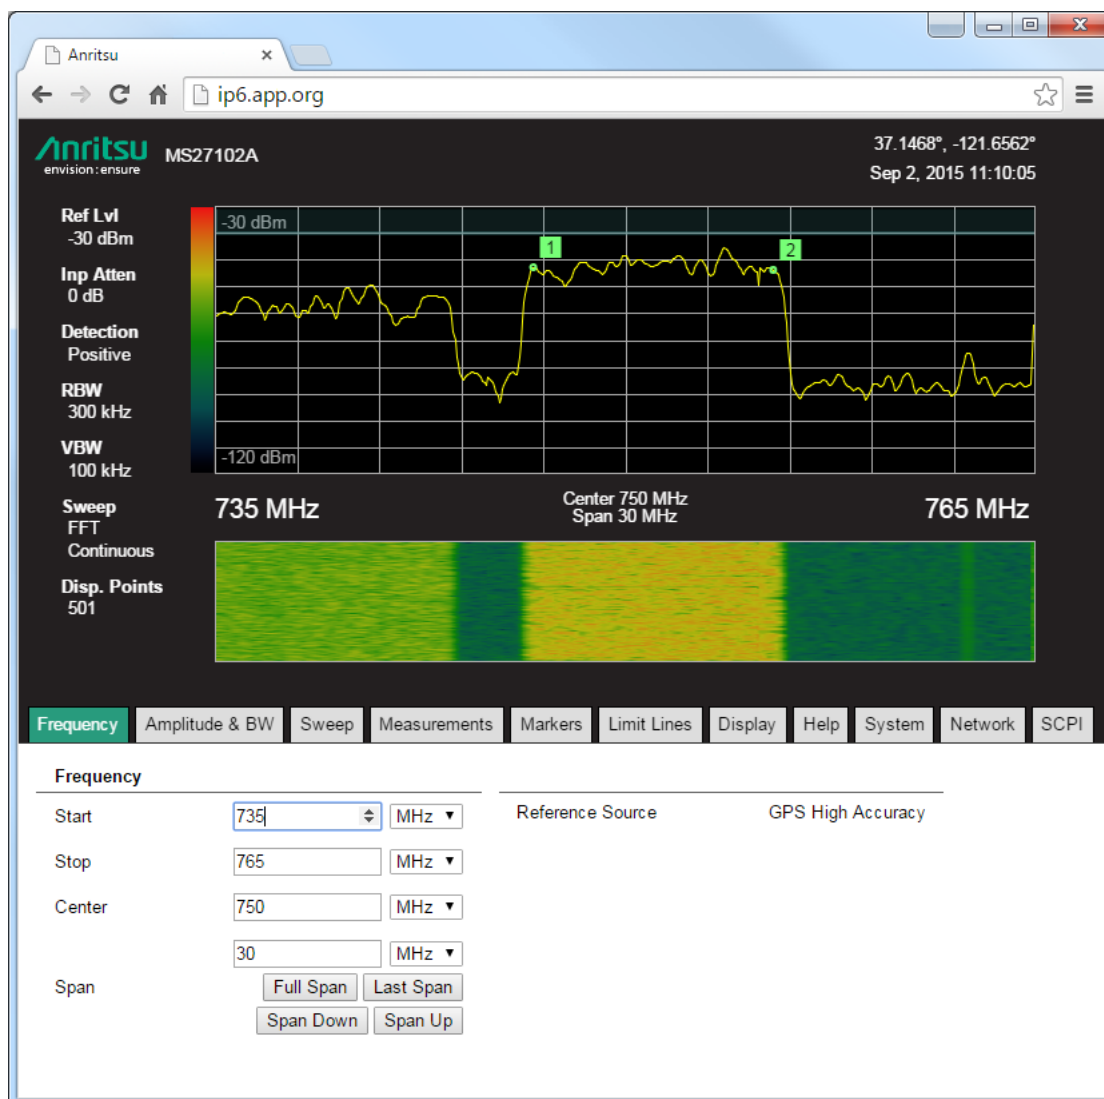 Anritsu
ip6.app.org
Anritsu
envision:ensure
MS27102A
37.1468°, -121.6562°
Sep 2, 2015 11:10:05
Ref Lvl
-30 dBm
Inp Atten
0 dB
Detection
Positive
RBW
300 kHz
VBW
100 kHz
Sweep
FFT
Continuous
Disp. Points
501
-30 dBm
1
2
-120 dBm
735 MHz
Center 750 MHz
Span 30 MHz
765 MHz
Frequency Amplitude & BW Sweep Measurements Markers Limit Lines Display Help System Network SCPI
Frequency
Start 735 MHz
Stop 765 MHz
Center 750 MHz
30 MHz
Span Full Span Last Span
Span Down Span Up
Reference Source GPS High Accuracy